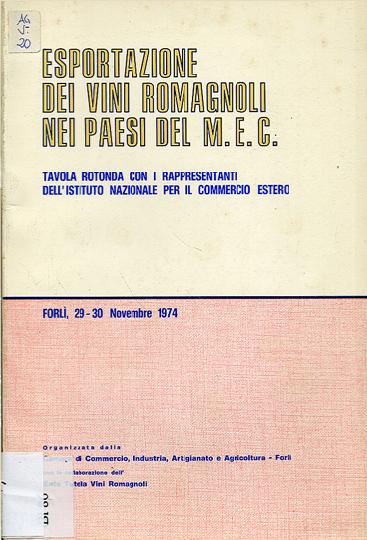 AG
V-
20
ESPORTAZIONE
DEI VINI ROMAGNOLI
NEI PAESI DEL M.E.C.
TAVOLA ROTONDA CON I RAPPRESENTANTI
DELL'ISTITUTO NAZIONALE PER IL COMMERCIO ESTERO
FORLÌ, 29-30 Novembre 1974
Organizzata dalla
di Commercio, Industria, Artigianato e Agricoltura - Forlì
collaborazione dell'
Ente Tutela Vini Romagnoli